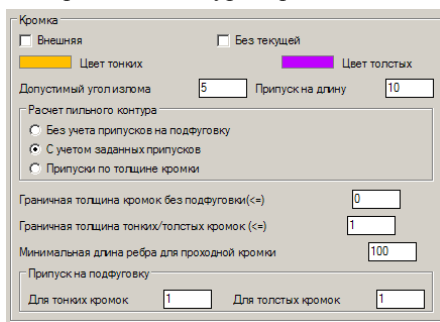 Кромка
Внешняя Без текущей
Цвет тонких Цвет толстых
Допустимый угол излома 5 Припуск на длину 10
Расчет пильного контура
Без учета припусков на подфуговку
С учетом заданных припусков
Припуски по толщине кромки
Граничная толщина кромок без подфуговки(<=) 0
Граничная толщина тонких/толстых кромок (<=) 1
Минимальная длина ребра для проходной кромки 100
Припуск на подфуговку
Для тонких кромок 1 Для толстых кромок 1